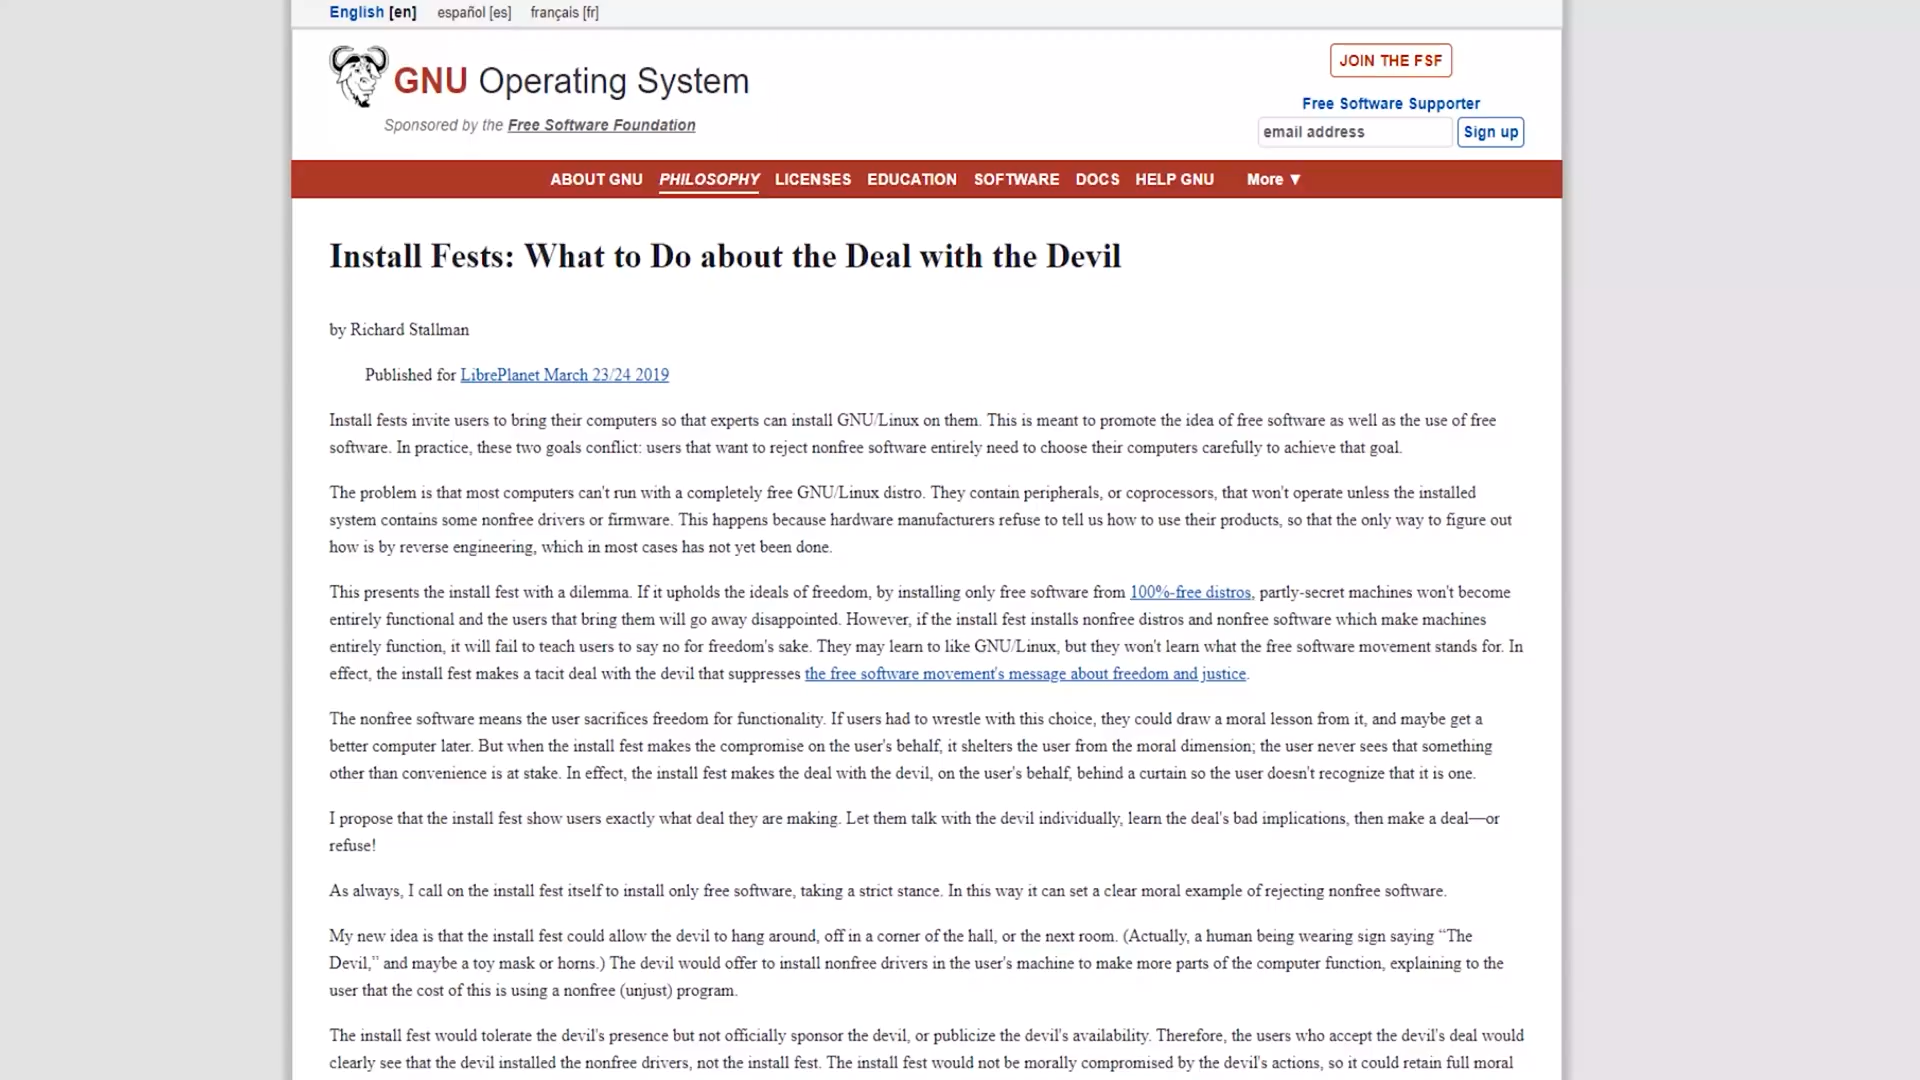 English [en] español [es] français [fr]
GNU Operating System
Sponsored by the Free Software Foundation
JOIN THE FSF
Free Software Supporter
email address Sign up
ABOUT GNU PHILOSOPHY LICENSES EDUCATION SOFTWARE DOCS HELP GNU More ▼
Install Fests: What to Do about the Deal with the Devil
by Richard Stallman
Published for LibrePlanet March 23/24 2019
Install fests invite users to bring their computers so that experts can install GNU/Linux on them. This is meant to promote the idea of free software as well as the use of free
software. In practice, these two goals conflict: users that want to reject nonfree software entirely need to choose their computers carefully to achieve that goal.
The problem is that most computers can't run with a completely free GNU/Linux distro. They contain peripherals, or coprocessors, that won't operate unless the installed
system contains some nonfree drivers or firmware. This happens because hardware manufacturers refuse to tell us how to use their products, so that the only way to figure out
how is by reverse engineering, which in most cases has not yet been done.
This presents the install fest with a dilemma. If it upholds the ideals of freedom, by installing only free software from 100%-free distros, partly-secret machines won't become
entirely functional and the users that bring them will go away disappointed. However, if the install fest installs nonfree distros and nonfree software which make machines
entirely function, it will fail to teach users to say no for freedom's sake. They may learn to like GNU/Linux, but they won't learn what the free software movement stands for. In
effect, the install fest makes a tacit deal with the devil that suppresses the free software movement's message about freedom and justice.
The nonfree software means the user sacrifices freedom for functionality. If users had to wrestle with this choice, they could draw a moral lesson from it, and maybe get a
better computer later. But when the install fest makes the compromise on the user's behalf, it shelters the user from the moral dimension; the user never sees that something
other than convenience is at stake. In effect, the install fest makes the deal with the devil, on the user's behalf, behind a curtain so the user doesn't recognize that it is one.
I propose that the install fest show users exactly what deal they are making. Let them talk with the devil individually, learn the deal's bad implications, then make a deal—or
refuse!
As always, I call on the install fest itself to install only free software, taking a strict stance. In this way it can set a clear moral example of rejecting nonfree software.
My new idea is that the install fest could allow the devil to hang around, off in a corner of the hall, or the next room. (Actually, a human being wearing sign saying “The
Devil,” and maybe a toy mask or horns.) The devil would offer to install nonfree drivers in the user's machine to make more parts of the computer function, explaining to the
user that the cost of this is using a nonfree (unjust) program.
The install fest would tolerate the devil's presence but not officially sponsor the devil, or publicize the devil's availability. Therefore, the users who accept the devil's deal would
clearly see that the devil installed the nonfree drivers, not the install fest. The install fest would not be morally compromised by the devil's actions, so it could retain full moral